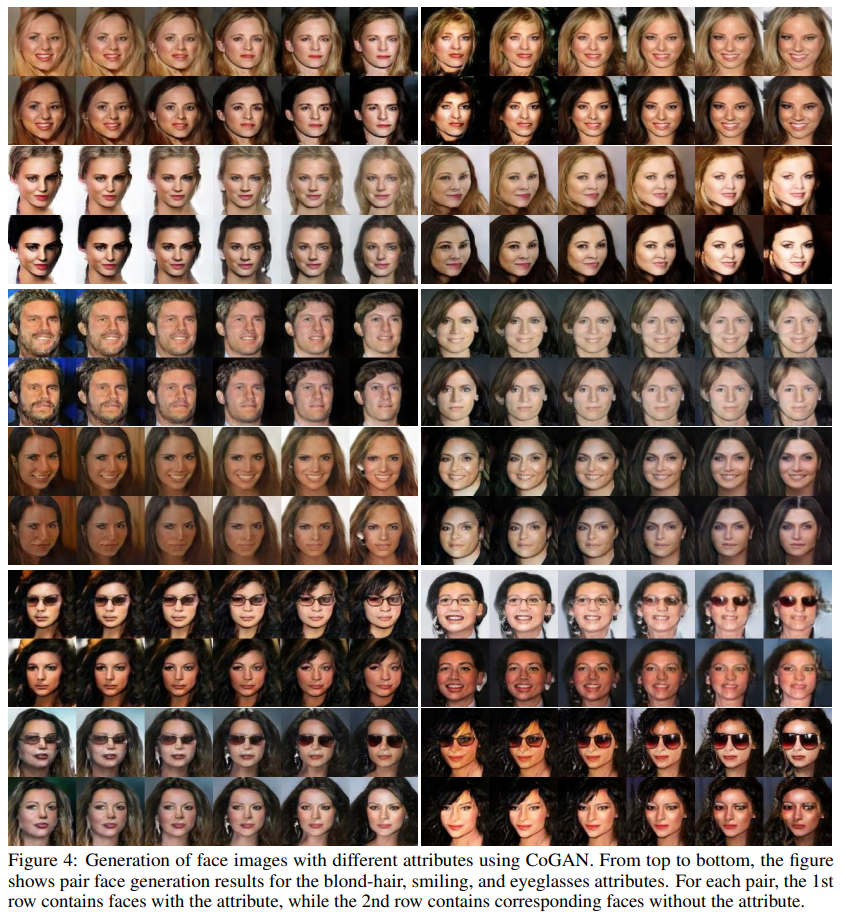 Figure 4: Generation of face images with different attributes using CoGAN. From top to bottom, the figure
shows pair face generation results for the blond-hair, smiling, and eyeglasses attributes. For each pair, the 1st
row contains faces with the attribute, while the 2nd row contains corresponding faces without the attribute.